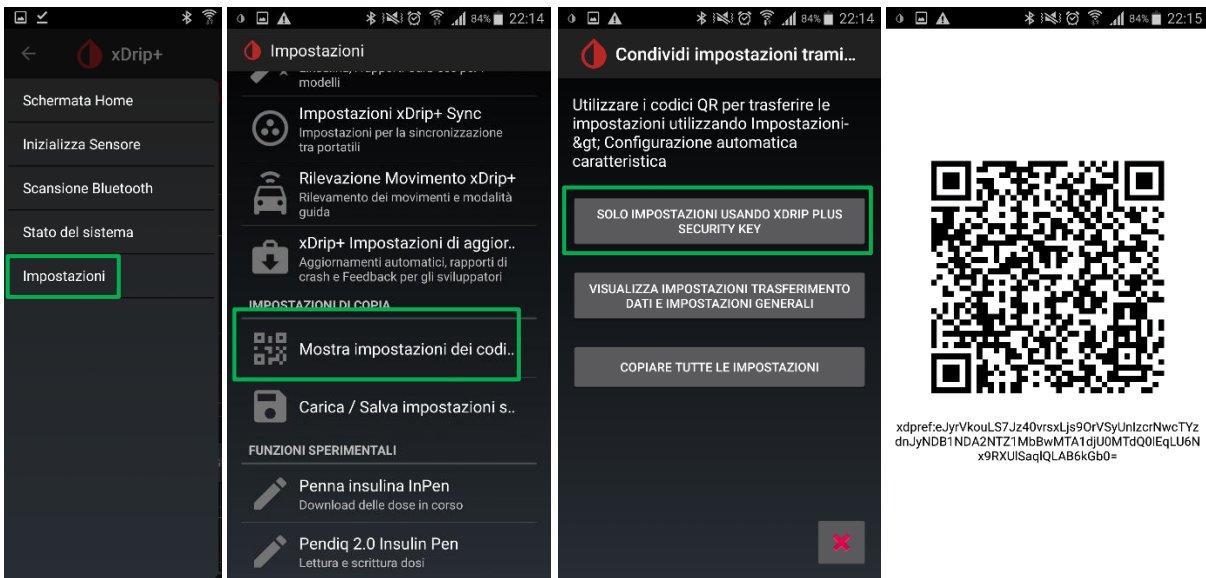 xDrip+
Schermata Home
Inizializza Sensore
Scansione Bluetooth
Stato del sistema
Impostazioni
84% 22:14
Impostazioni
modelli
Impostazioni xDrip+ Sync
Impostazioni per la sincronizzazione
tra portatili
Rilevazione Movimento xDrip+
Rilevamento dei movimenti e modalità
guida
xDrip+ Impostazioni di aggior..
Aggiornamenti automatici, rapporti di
crash e Feedback per gli sviluppatori
IMPOSTAZIONI DI COPIA
Mostra impostazioni dei codi..
Carica / Salva impostazioni s..
FUNZIONI SPERIMENTALI
Penna insulina InPen
Download delle dose in corso
Pendiq 2.0 Insulin Pen
Lettura e scrittura dosi
84% 22:14
Condividi impostazioni trami...
Utilizzare i codici QR per trasferire le
impostazioni utilizzando Impostazioni-
&gt; Configurazione automatica
caratteristica
SOLO IMPOSTAZIONI USANDO XDRIP PLUS
SECURITY KEY
VISUALIZZA IMPOSTAZIONI TRASFERIMENTO
DATI E IMPOSTAZIONI GENERALI
COPIARE TUTTE LE IMPOSTAZIONI
84% 22:15
xdpref:eJyrVkouLS7Jz40vrsxLjs9OrVSyUnIzcrNwcTYz
dnJyNDB1NDA2NTZ1MbBwMTA1djU0MTdQ0lEqLU6N
x9RXUlSaqlQLAB6kGb0=